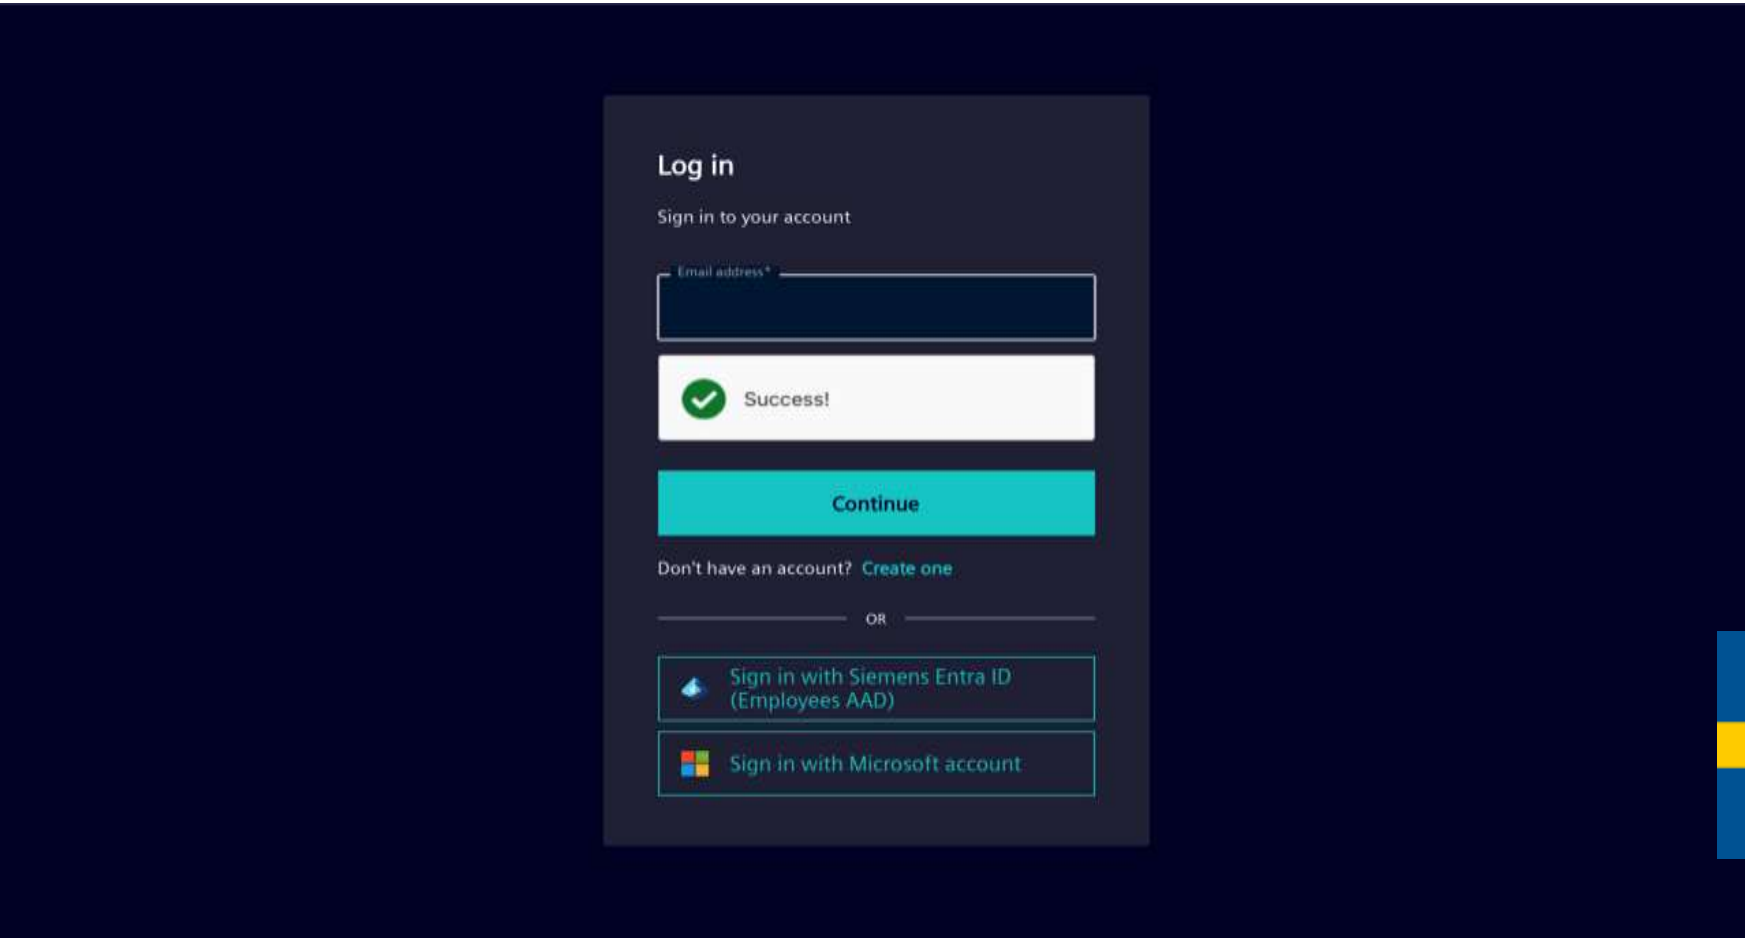 Log in
Sign in to your account
Email address*
Success!
Continue
Don't have an account? Create one
OR
Sign in with Siemens Entra ID
(Employees AAD)
Sign in with Microsoft account